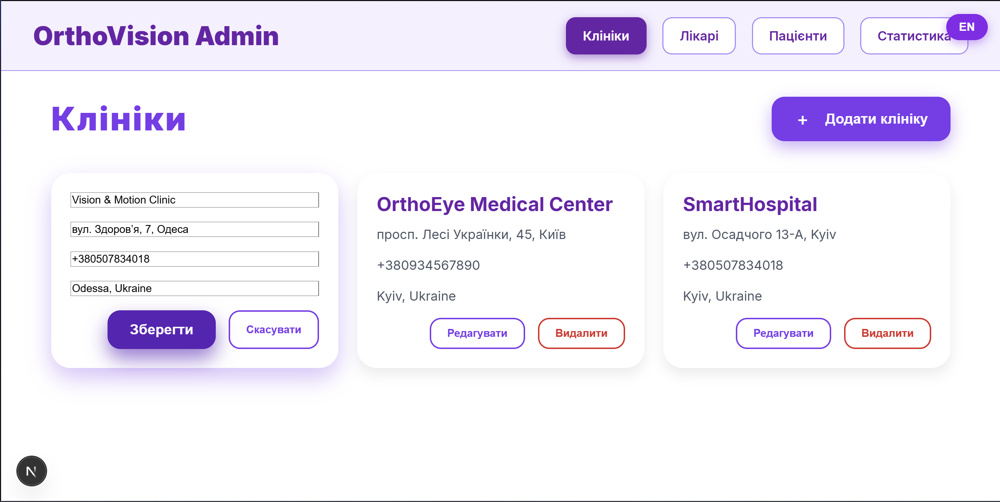 OrthoVision Admin
Клініки
Лікарі
Пацієнти
Статистика
EN
Клініки
+ Додати клініку
Vision & Motion Clinic
вул. Здоров’я, 7, Одеса
+380507834018
Odessa, Ukraine
Зберегти
Скасувати
OrthoEye Medical Center
просп. Лесі Українки, 45, Київ
+380934567890
Kyiv, Ukraine
Редагувати
Видалити
SmartHospital
вул. Осадчого 13-А, Kyiv
+380507834018
Kyiv, Ukraine
Редагувати
Видалити
N